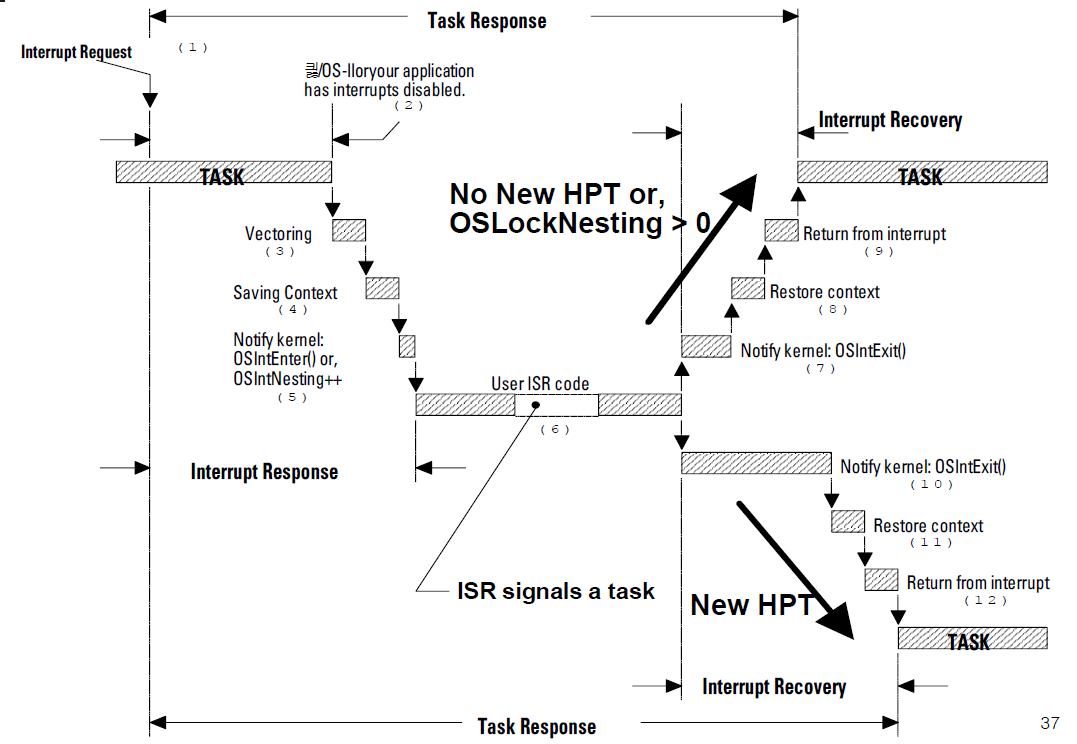 Task Response
Interrupt Request
(1)
쿀/OS-IIoryour application
has interrupts disabled.
(2)
Interrupt Recovery
TASK
TASK
No New HPT or,
OSLockNesting > 0
Vectoring
(3)
Return from interrupt
(9)
Saving Context
(4)
Restore context
(8)
Notify kernel:
OSIntEnter() or,
OSIntNesting++
(5)
Notify kernel: OSIntExit()
(7)
User ISR code
(6)
Interrupt Response
Notify kernel: OSIntExit()
(10)
Restore context
(11)
ISR signals a task
New HPT
Return from interrupt
(12)
TASK
Interrupt Recovery
Task Response
37